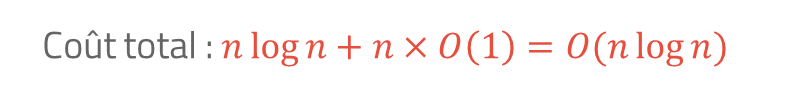 Coût total : n log n + n × O(1) = O(n log n)